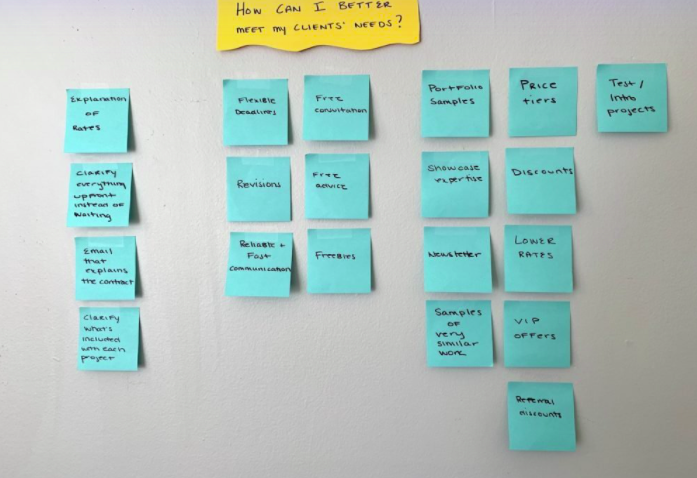 How can I better
meet my clients' needs?
Explanation
of
Rates
Clarify
everything
upfront
instead of
waiting
Email
that
explains
the contract
Clarify
what's
included
with each
project
Flexible
Deadlines
Revisions
Reliable +
Fast
communication
Free
advice
Freebies
Free
Portfolio
Samples
Showcase
expertise
Newsletter
Samples
of
very
similar
work
PRICE
tiers
Discounts
LOWER
RATES
VIP
offers
Referral
discounts
Test/
Intro
projects